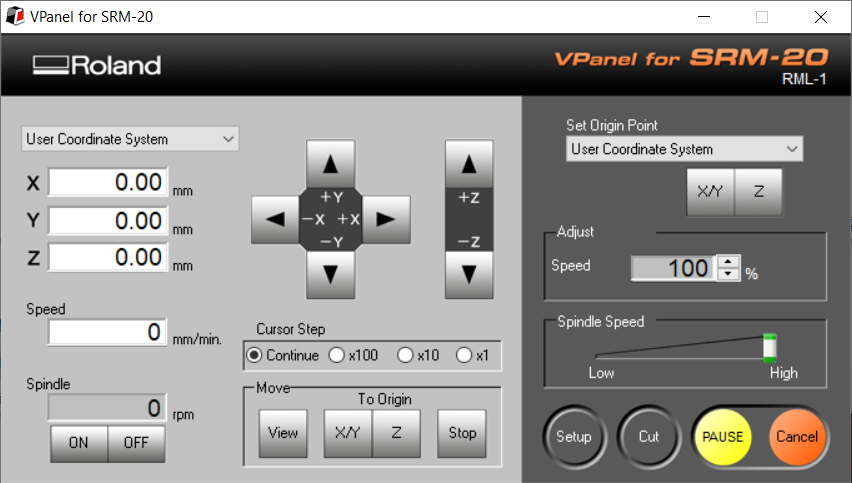 VPanel for SRM-20
Roland
VPanel for SRM-20
RML-1
User Coordinate System
X 0.00 mm
Y 0.00 mm
Z 0.00 mm
Speed
0 mm/min.
Spindle
0 rpm
ON OFF
+Y
-X +X
-Y
+Z
-Z
Cursor Step
Continue x100 x10 x1
Move
To Origin
View X/Y Z Stop
Set Origin Point
User Coordinate System
X/Y Z
Adjust
Speed 100 %
Spindle Speed
Low High
Setup Cut PAUSE Cancel